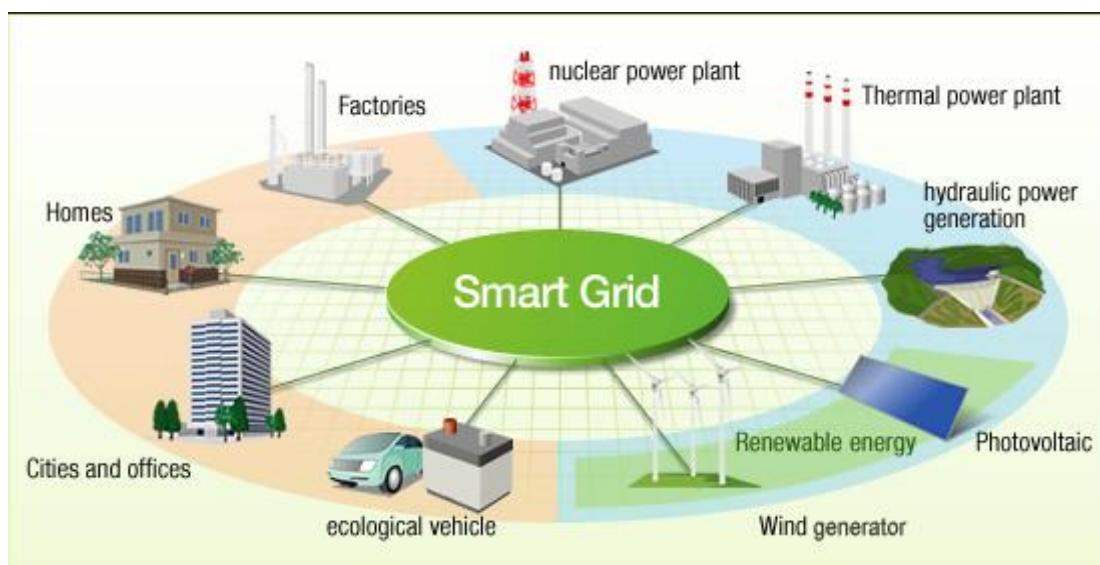 nuclear power plant
Factories
Thermal power plant
hydraulic power
generation
Homes
Smart Grid
Renewable energy
Photovoltaic
Cities and offices
ecological vehicle
Wind generator